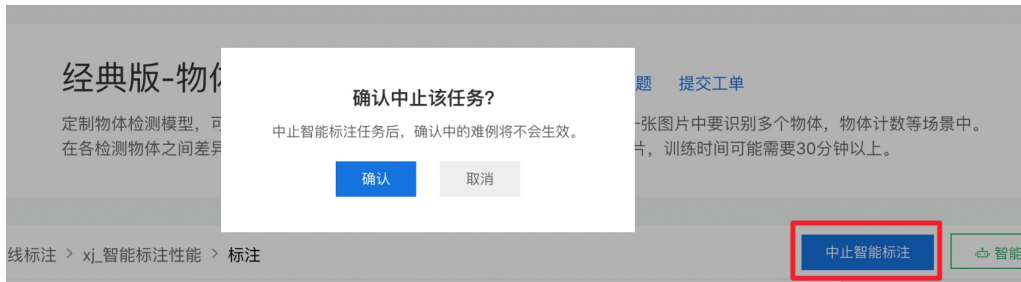 经典版-物体
题 提交工单
确认中止该任务?
定制物体检测模型，可
中止智能标注任务后，确认中的难例将不会生效。
一张图片中要识别多个物体，物体计数等场景中。
在各检测物体之间差异
片，训练时间可能需要30分钟以上。
确认 取消
线标注 > xj_智能标注性能 > 标注
中止智能标注
智能